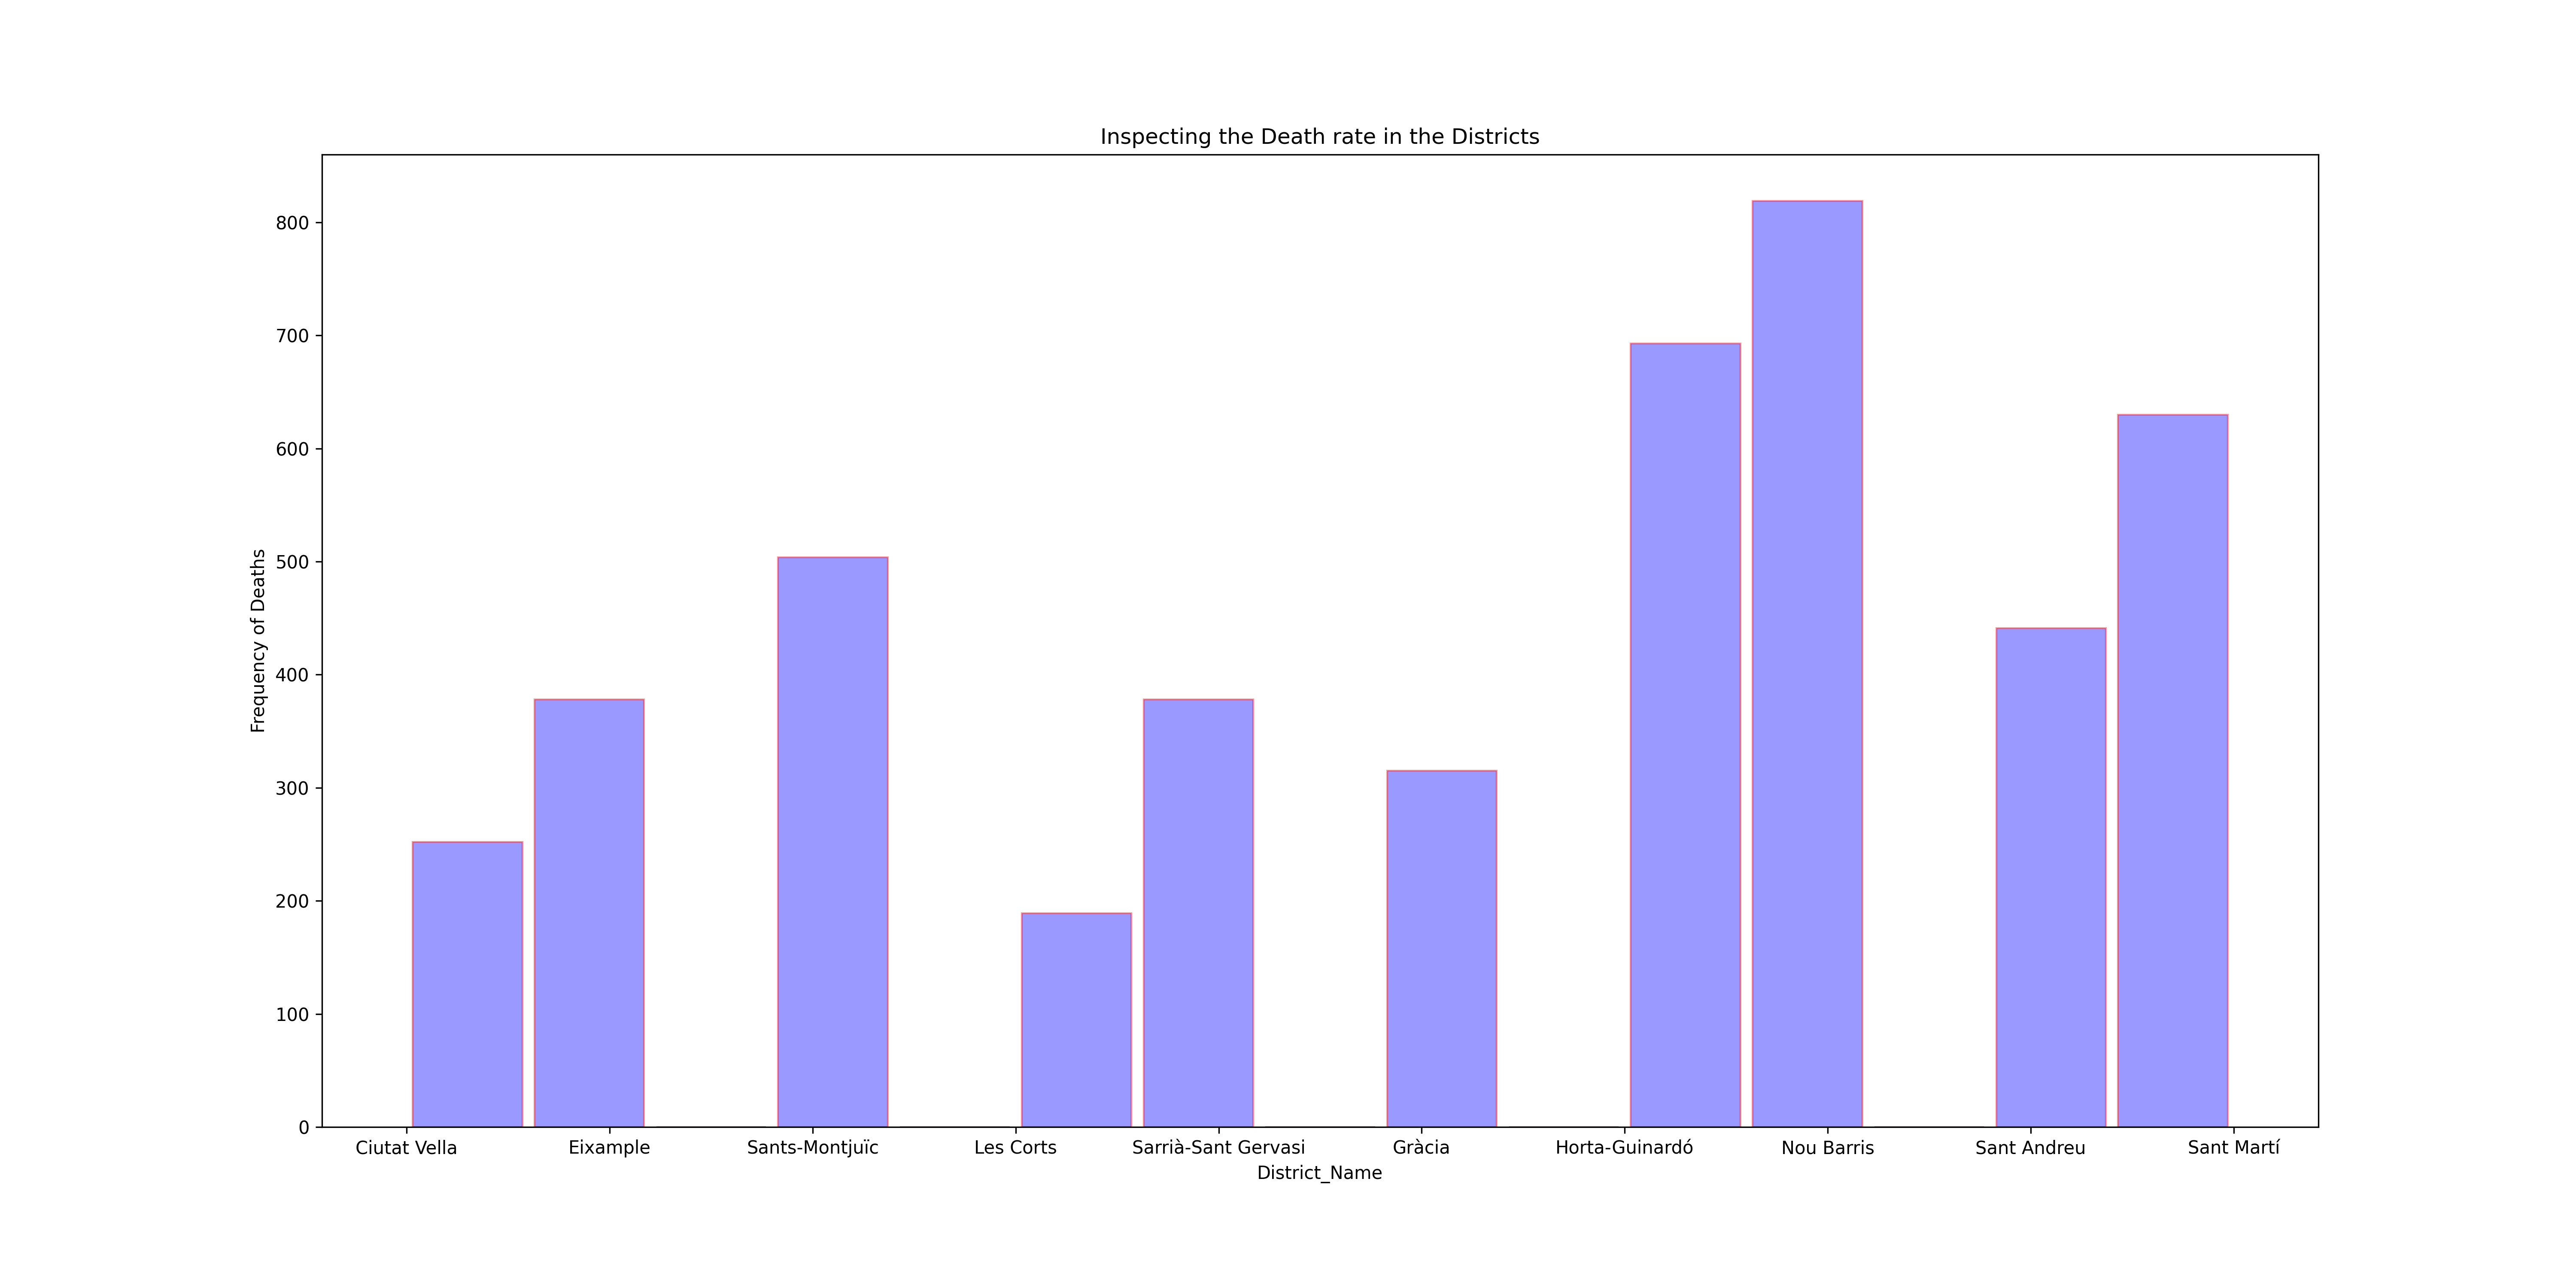 Inspecting the Death rate in the Districts
800
700
600
500
400
300
200
100
0
Frequency of Deaths
Ciutat Vella Eixample Sants-Montjuïc Les Corts Sarrià-Sant Gervasi Gràcia Horta-Guinardó Nou Barris Sant Andreu Sant Martí
District_Name